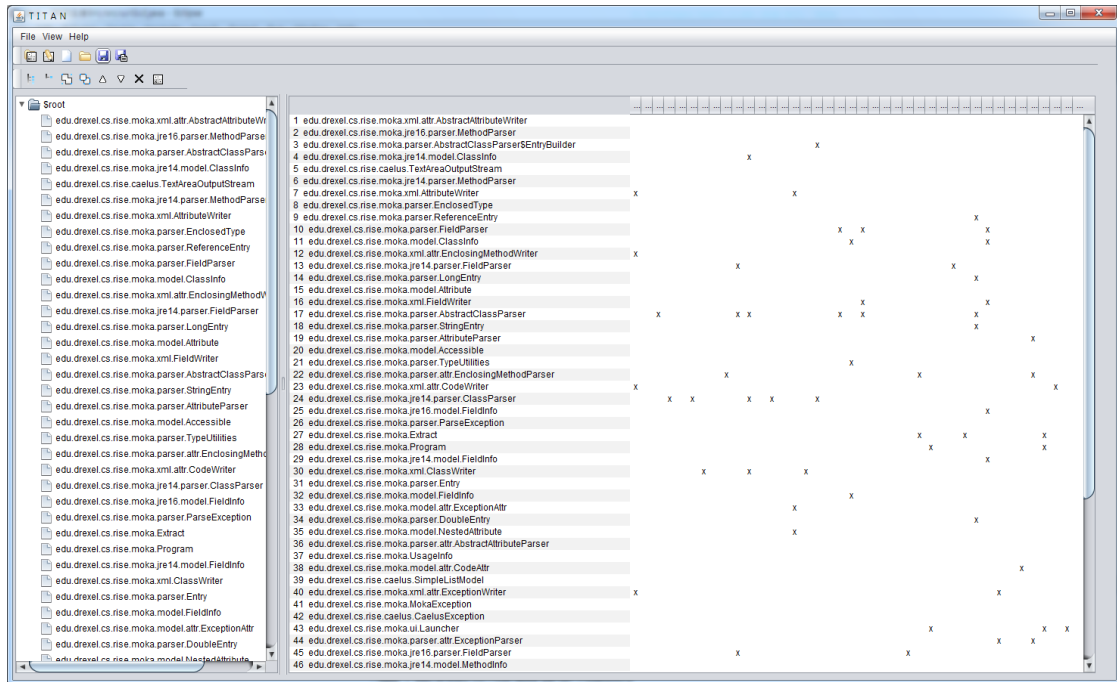 TITAN
File View Help
$root
edu.drexel.cs.rise.moka.xml.attr.AbstractAttributeWr
edu.drexel.cs.rise.moka.jre16.parser.MethodParse
edu.drexel.cs.rise.moka.parser.AbstractClassPars
edu.drexel.cs.rise.moka.jre14.model.ClassInfo
edu.drexel.cs.rise.caelus.TextAreaOutputStream
edu.drexel.cs.rise.moka.jre14.parser.MethodParse
edu.drexel.cs.rise.moka.xml.AttributeWriter
edu.drexel.cs.rise.moka.parser.EnclosedType
edu.drexel.cs.rise.moka.parser.ReferenceEntry
edu.drexel.cs.rise.moka.parser.FieldParser
edu.drexel.cs.rise.moka.model.ClassInfo
edu.drexel.cs.rise.moka.xml.attr.EnclosingMethodW
edu.drexel.cs.rise.moka.jre14.parser.FieldParser
edu.drexel.cs.rise.moka.parser.LongEntry
edu.drexel.cs.rise.moka.model.Attribute
edu.drexel.cs.rise.moka.xml.FieldWriter
edu.drexel.cs.rise.moka.parser.AbstractClassPars
edu.drexel.cs.rise.moka.parser.StringEntry
edu.drexel.cs.rise.moka.parser.AttributeParser
edu.drexel.cs.rise.moka.model.Accessible
edu.drexel.cs.rise.moka.parser.TypeUtilities
edu.drexel.cs.rise.moka.parser.attr.EnclosingMetho
edu.drexel.cs.rise.moka.xml.attr.CodeWriter
edu.drexel.cs.rise.moka.jre14.parser.ClassParser
edu.drexel.cs.rise.moka.jre16.model.FieldInfo
edu.drexel.cs.rise.moka.parser.ParseException
edu.drexel.cs.rise.moka.Extract
edu.drexel.cs.rise.moka.Program
edu.drexel.cs.rise.moka.jre14.model.FieldInfo
edu.drexel.cs.rise.moka.xml.ClassWriter
edu.drexel.cs.rise.moka.parser.Entry
edu.drexel.cs.rise.moka.model.FieldInfo
edu.drexel.cs.rise.moka.model.attr.ExceptionAttr
edu.drexel.cs.rise.moka.parser.DoubleEntry
edu.drexel.cs.rise.moka.model.NestedAttribute
1 edu.drexel.cs.rise.moka.xml.attr.AbstractAttributeWriter
2 edu.drexel.cs.rise.moka.jre16.parser.MethodParser
3 edu.drexel.cs.rise.moka.parser.AbstractClassParser$EntryBuilder x
4 edu.drexel.cs.rise.moka.jre14.model.ClassInfo x
5 edu.drexel.cs.rise.caelus.TextAreaOutputStream
6 edu.drexel.cs.rise.moka.jre14.parser.MethodParser
7 edu.drexel.cs.rise.moka.xml.AttributeWriter x x
8 edu.drexel.cs.rise.moka.parser.EnclosedType
9 edu.drexel.cs.rise.moka.parser.ReferenceEntry x
10 edu.drexel.cs.rise.moka.parser.FieldParser x x x
11 edu.drexel.cs.rise.moka.model.ClassInfo x x
12 edu.drexel.cs.rise.moka.xml.attr.EnclosingMethodWriter x
13 edu.drexel.cs.rise.moka.jre14.parser.FieldParser x x
14 edu.drexel.cs.rise.moka.parser.LongEntry x
15 edu.drexel.cs.rise.moka.model.Attribute
16 edu.drexel.cs.rise.moka.xml.FieldWriter x x
17 edu.drexel.cs.rise.moka.parser.AbstractClassParser x x x x x x
18 edu.drexel.cs.rise.moka.parser.StringEntry x
19 edu.drexel.cs.rise.moka.parser.AttributeParser x
20 edu.drexel.cs.rise.moka.model.Accessible
21 edu.drexel.cs.rise.moka.parser.TypeUtilities x
22 edu.drexel.cs.rise.moka.parser.attr.EnclosingMethodParser x x x
23 edu.drexel.cs.rise.moka.xml.attr.CodeWriter x x
24 edu.drexel.cs.rise.moka.jre14.parser.ClassParser x x x x x
25 edu.drexel.cs.rise.moka.jre16.model.FieldInfo x
26 edu.drexel.cs.rise.moka.parser.ParseException
27 edu.drexel.cs.rise.moka.Extract x x x
28 edu.drexel.cs.rise.moka.Program x x
29 edu.drexel.cs.rise.moka.jre14.model.FieldInfo x
30 edu.drexel.cs.rise.moka.xml.ClassWriter x x x
31 edu.drexel.cs.rise.moka.parser.Entry
32 edu.drexel.cs.rise.moka.model.FieldInfo x
33 edu.drexel.cs.rise.moka.model.attr.ExceptionAttr x
34 edu.drexel.cs.rise.moka.parser.DoubleEntry x
35 edu.drexel.cs.rise.moka.model.NestedAttribute x
36 edu.drexel.cs.rise.moka.parser.attr.AbstractAttributeParser
37 edu.drexel.cs.rise.moka.UsageInfo
38 edu.drexel.cs.rise.moka.model.attr.CodeAttr x
39 edu.drexel.cs.rise.caelus.SimpleListModel
40 edu.drexel.cs.rise.moka.xml.attr.ExceptionWriter x x
41 edu.drexel.cs.rise.moka.MokaException
42 edu.drexel.cs.rise.caelus.CaelusException
43 edu.drexel.cs.rise.moka.ui.Launcher x x x
44 edu.drexel.cs.rise.moka.parser.attr.ExceptionParser x x
45 edu.drexel.cs.rise.moka.jre16.parser.FieldParser x x
46 edu.drexel.cs.rise.moka.jre14.model.MethodInfo